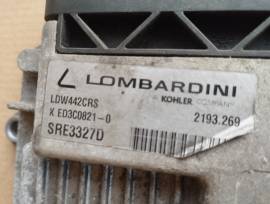 LOMBARDINI
A KOHLER COMPANY
LDW442CRS
K ED3C0821-0 2193.269
SRE3327D